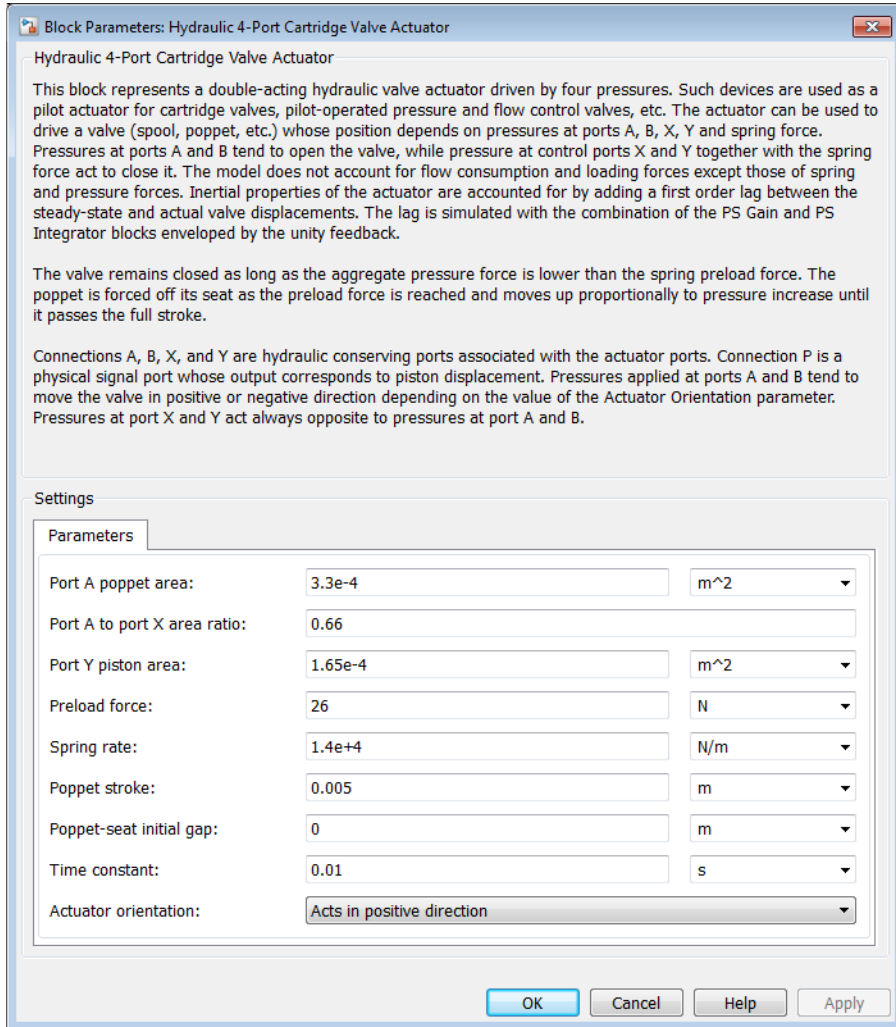 Block Parameters: Hydraulic 4-Port Cartridge Valve Actuator
Hydraulic 4-Port Cartridge Valve Actuator
This block represents a double-acting hydraulic valve actuator driven by four pressures. Such devices are used as a
pilot actuator for cartridge valves, pilot-operated pressure and flow control valves, etc. The actuator can be used to
drive a valve (spool, poppet, etc.) whose position depends on pressures at ports A, B, X, Y and spring force.
Pressures at ports A and B tend to open the valve, while pressure at control ports X and Y together with the spring
force act to close it. The model does not account for flow consumption and loading forces except those of spring
and pressure forces. Inertial properties of the actuator are accounted for by adding a first order lag between the
steady-state and actual valve displacements. The lag is simulated with the combination of the PS Gain and PS
Integrator blocks enveloped by the unity feedback.
The valve remains closed as long as the aggregate pressure force is lower than the spring preload force. The
poppet is forced off its seat as the preload force is reached and moves up proportionally to pressure increase until
it passes the full stroke.
Connections A, B, X, and Y are hydraulic conserving ports associated with the actuator ports. Connection P is a
physical signal port whose output corresponds to piston displacement. Pressures applied at ports A and B tend to
move the valve in positive or negative direction depending on the value of the Actuator Orientation parameter.
Pressures at port X and Y act always opposite to pressures at port A and B.
Settings
Parameters
Port A poppet area: 3.3e-4 m^2
Port A to port X area ratio: 0.66
Port Y piston area: 1.65e-4 m^2
Preload force: 26 N
Spring rate: 1.4e+4 N/m
Poppet stroke: 0.005 m
Poppet-seat initial gap: 0 m
Time constant: 0.01 s
Actuator orientation: Acts in positive direction
OK Cancel Help Apply